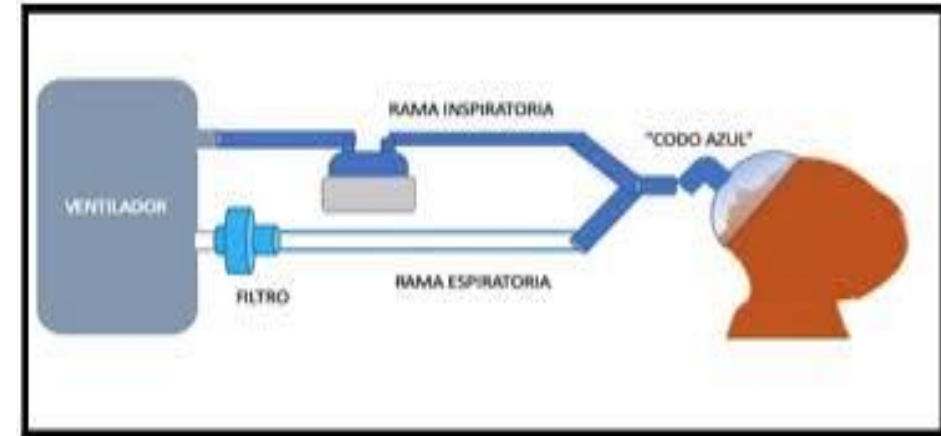 RAMA INSPIRATORIA
"CODO AZUL"
VENTILADOR
FILTRO
RAMA ESPIRATORIA